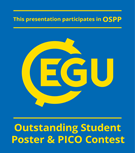 This presentation participates in OSPP
EGU
Outstanding Student
Poster & PICO Contest